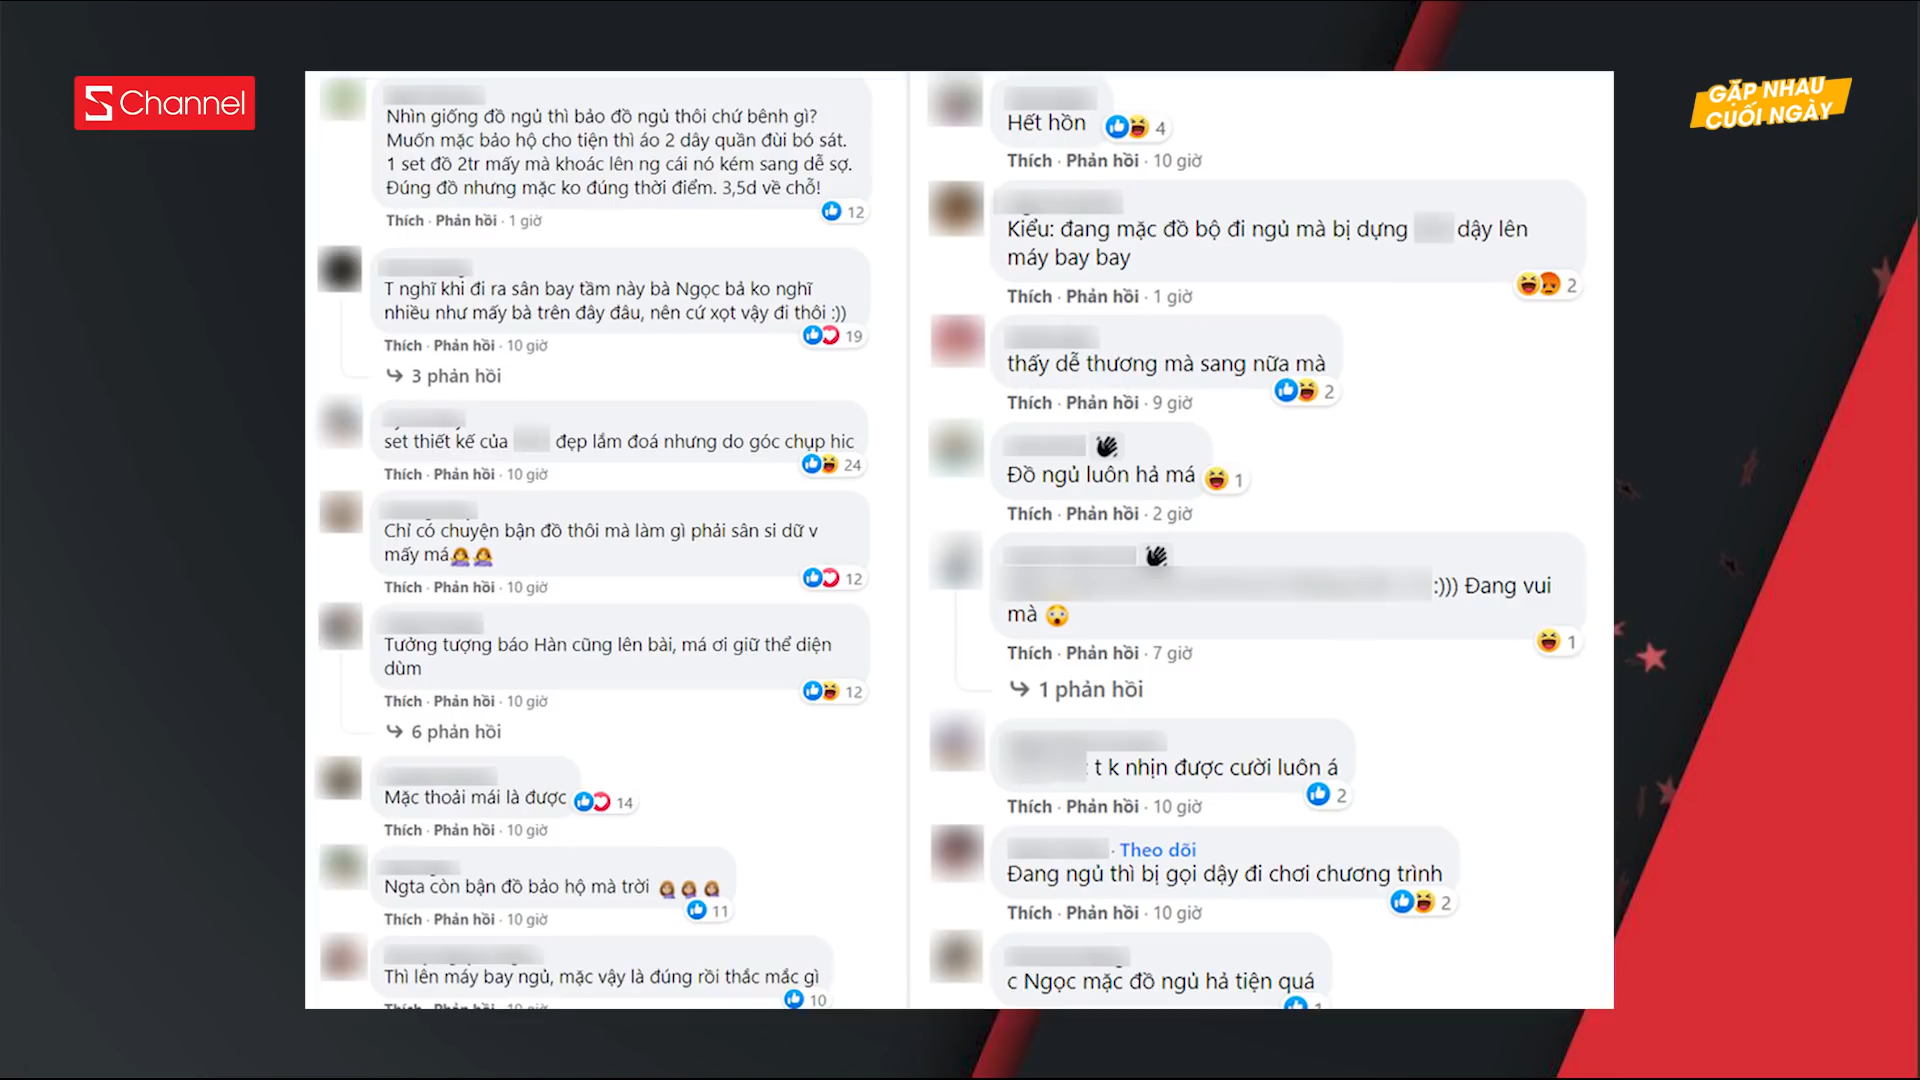 S Channel
GẶP NHAU
CUỐI NGÀY
Nhìn giống đồ ngủ thì bảo đồ ngủ thôi chứ bênh gì?
Muốn mặc bảo hộ cho tiện thì áo 2 dây quần đùi bó sát.
1 set đồ 2tr mấy mà khoác lên ng cái nó kém sang dễ sợ.
Đúng đồ nhưng mặc ko đúng thời điểm. 3,5d về chỗ!
12
Thích · Phản hồi · 1 giờ
T nghĩ khi đi ra sân bay tầm này bà Ngọc bả ko nghĩ
nhiều như mấy bà trên đây đâu, nên cứ xọt vậy đi thôi :))
19
Thích · Phản hồi · 10 giờ
3 phản hồi
set thiết kế của đẹp lắm đoá nhưng do góc chụp hic
24
Thích · Phản hồi · 10 giờ
Chỉ có chuyện bận đồ thôi mà làm gì phải sân si dữ v
mấy má🙇‍♀️🙇‍♀️
12
Thích · Phản hồi · 10 giờ
Tưởng tượng báo Hàn cũng lên bài, má ơi giữ thể diện
dùm
12
Thích · Phản hồi · 10 giờ
6 phản hồi
Mặc thoải mái là được 14
Thích · Phản hồi · 10 giờ
Ngta còn bận đồ bảo hộ mà trời 🤷‍♀️🤷‍♀️🤷‍♀️
11
Thích · Phản hồi · 10 giờ
Thì lên máy bay ngủ, mặc vậy là đúng rồi thắc mắc gì
10
Thích · Phản hồi · 10 giờ
Hết hồn 4
Thích · Phản hồi · 10 giờ
Kiểu: đang mặc đồ bộ đi ngủ mà bị dựng dậy lên
máy bay bay
2
Thích · Phản hồi · 1 giờ
thấy dễ thương mà sang nữa mà
2
Thích · Phản hồi · 9 giờ
👋
Đồ ngủ luôn hả má 1
Thích · Phản hồi · 2 giờ
👋
:))) Đang vui
mà 😲
1
Thích · Phản hồi · 7 giờ
1 phản hồi
t k nhịn được cười luôn á
2
Thích · Phản hồi · 10 giờ
· Theo dõi
Đang ngủ thì bị gọi dậy đi chơi chương trình
2
Thích · Phản hồi · 10 giờ
c Ngọc mặc đồ ngủ hả tiện quá
1